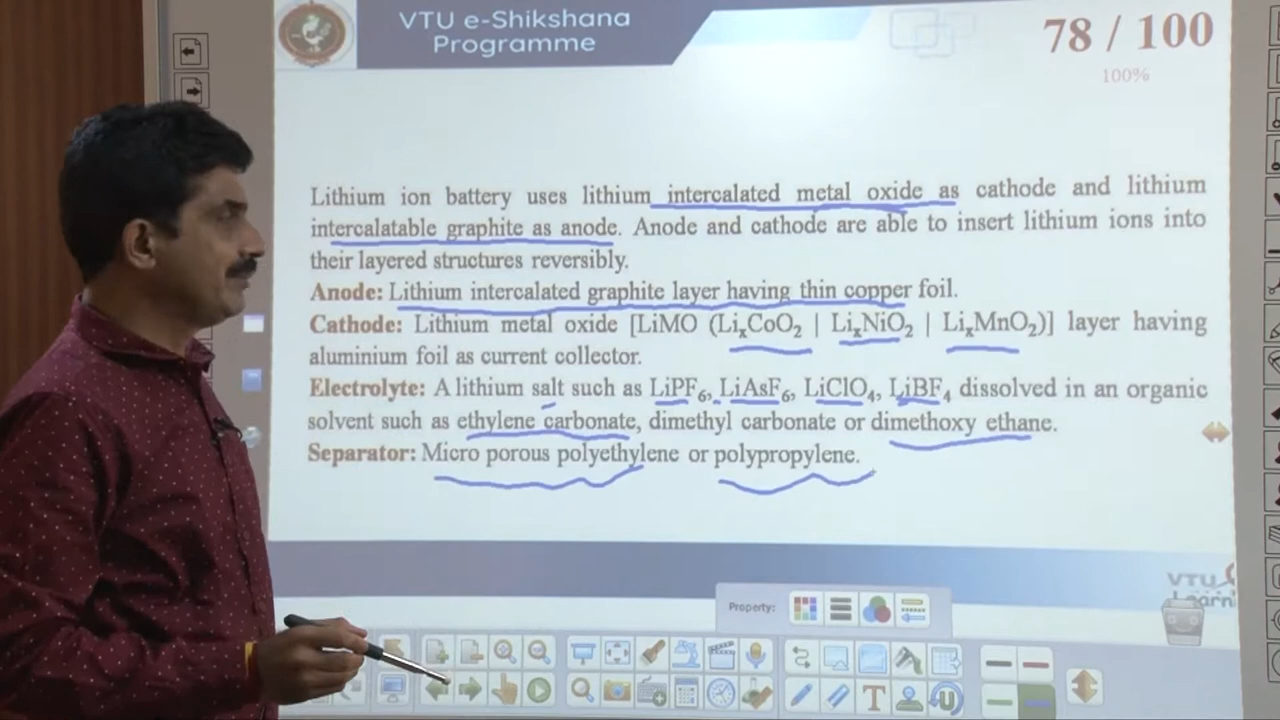 VTU e-Shikshana
Programme
78 / 100
100%
Lithium ion battery uses lithium intercalated metal oxide as cathode and lithium
intercalatable graphite as anode. Anode and cathode are able to insert lithium ions into
their layered structures reversibly.
Anode: Lithium intercalated graphite layer having thin copper foil.
Cathode: Lithium metal oxide [LiMO (LiₓCoO₂ | LiₓNiO₂ | LiₓMnO₂)] layer having
aluminium foil as current collector.
Electrolyte: A lithium salt such as LiPF₆, LiAsF₆, LiClO₄, LiBF₄ dissolved in an organic
solvent such as ethylene carbonate, dimethyl carbonate or dimethoxy ethane.
Separator: Micro porous polyethylene or polypropylene.
VTU
Learn
Property: